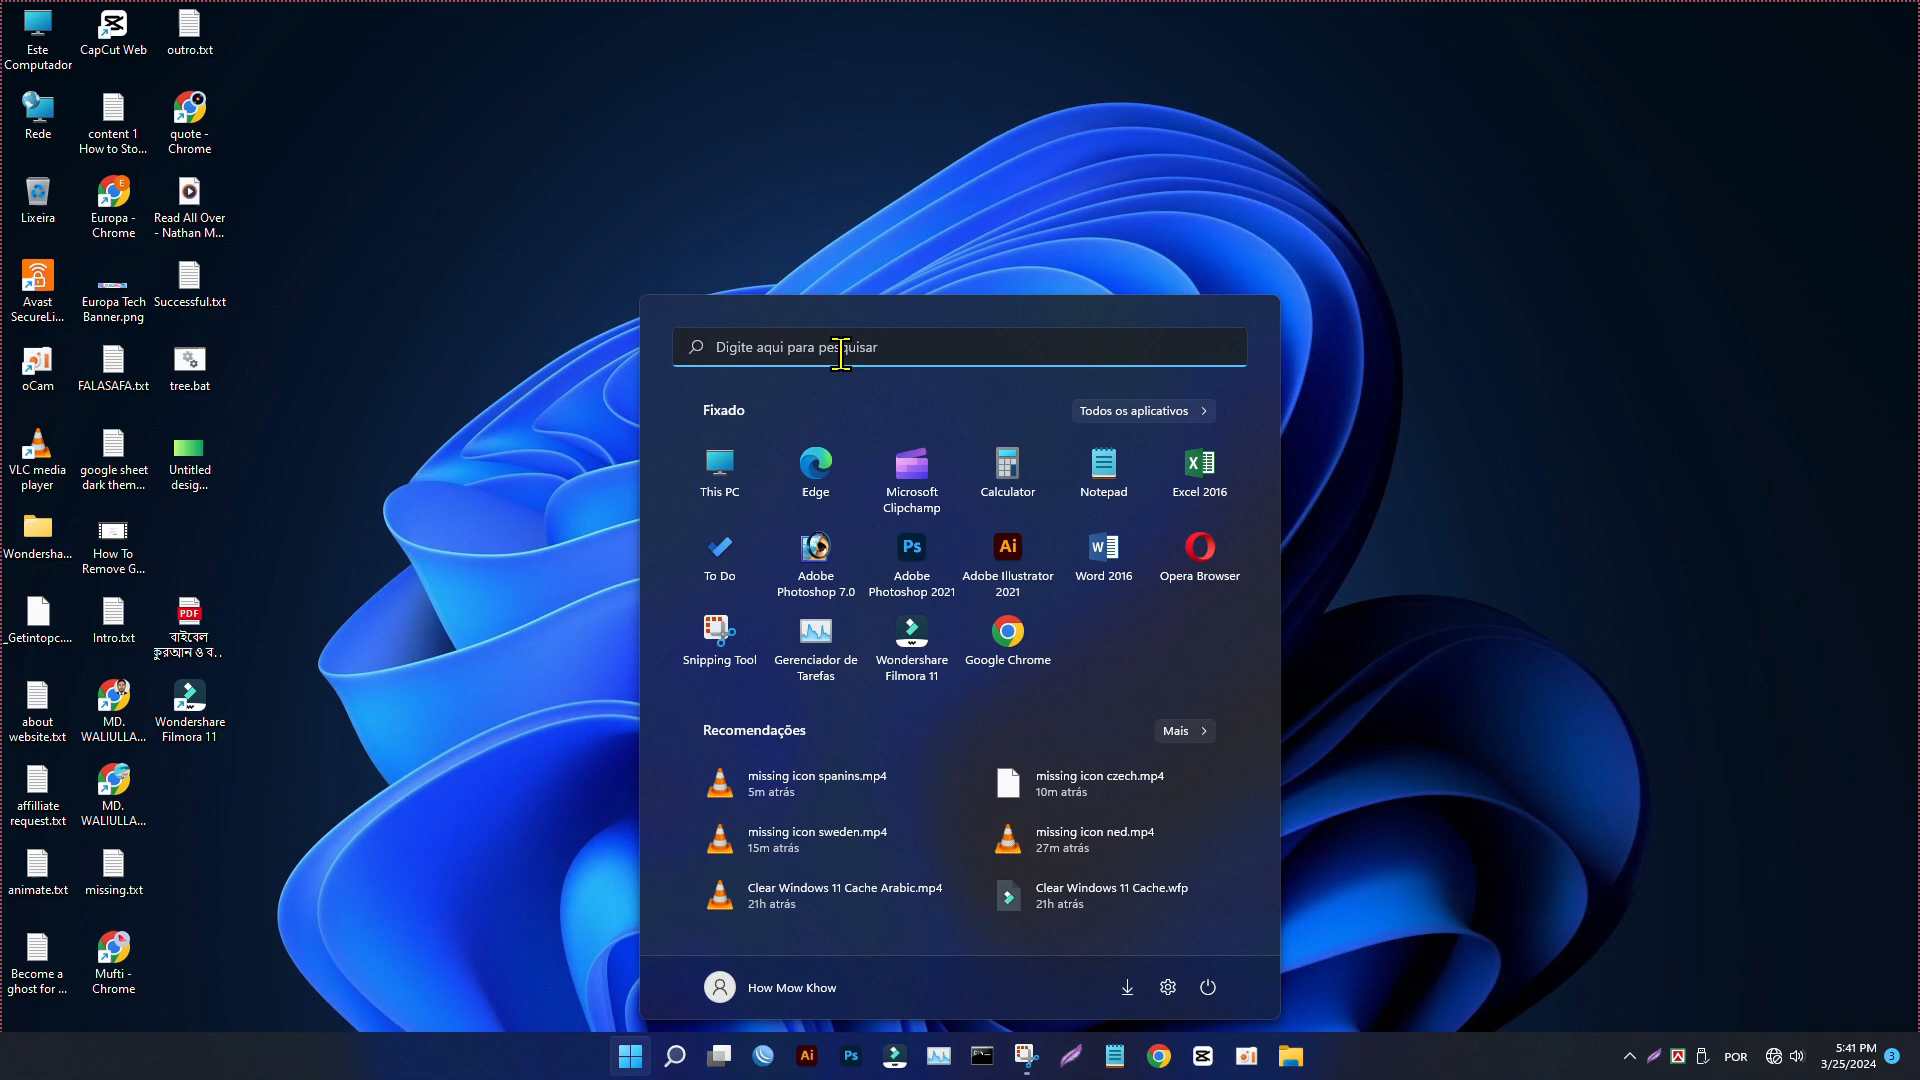 Este
Computador
CapCut Web
outro.txt
Rede
content 1
How to Sto...
quote -
Chrome
Lixeira
Europa -
Chrome
Read All Over
- Nathan M...
Avast
SecureLi...
Europa Tech
Banner.png
Successful.txt
oCam
FALASAFA.txt
tree.bat
VLC media
player
google sheet
dark them...
Untitled
desig...
Wondersha...
How To
Remove G...
_Getintopc....
Intro.txt
PDF
বাইবেল
কুরআন ও ব..
about
website.txt
MD.
WALIULLA...
Wondershare
Filmora 11
affilliate
request.txt
MD.
WALIULLA...
animate.txt
missing.txt
Become a
ghost for ...
Mufti -
Chrome
Digite aqui para pesquisar
Fixado
Todos os aplicativos
This PC
Edge
Microsoft
Clipchamp
Calculator
Notepad
Excel 2016
To Do
Adobe
Photoshop 7.0
Adobe
Photoshop 2021
Adobe Illustrator
2021
Word 2016
Opera Browser
Snipping Tool
Gerenciador de
Tarefas
Wondershare
Filmora 11
Google Chrome
Recomendações
Mais
missing icon spanins.mp4
5m atrás
missing icon czech.mp4
10m atrás
missing icon sweden.mp4
15m atrás
missing icon ned.mp4
27m atrás
Clear Windows 11 Cache Arabic.mp4
21h atrás
Clear Windows 11 Cache.wfp
21h atrás
How Mow Khow
POR
5:41 PM
3/25/2024
3